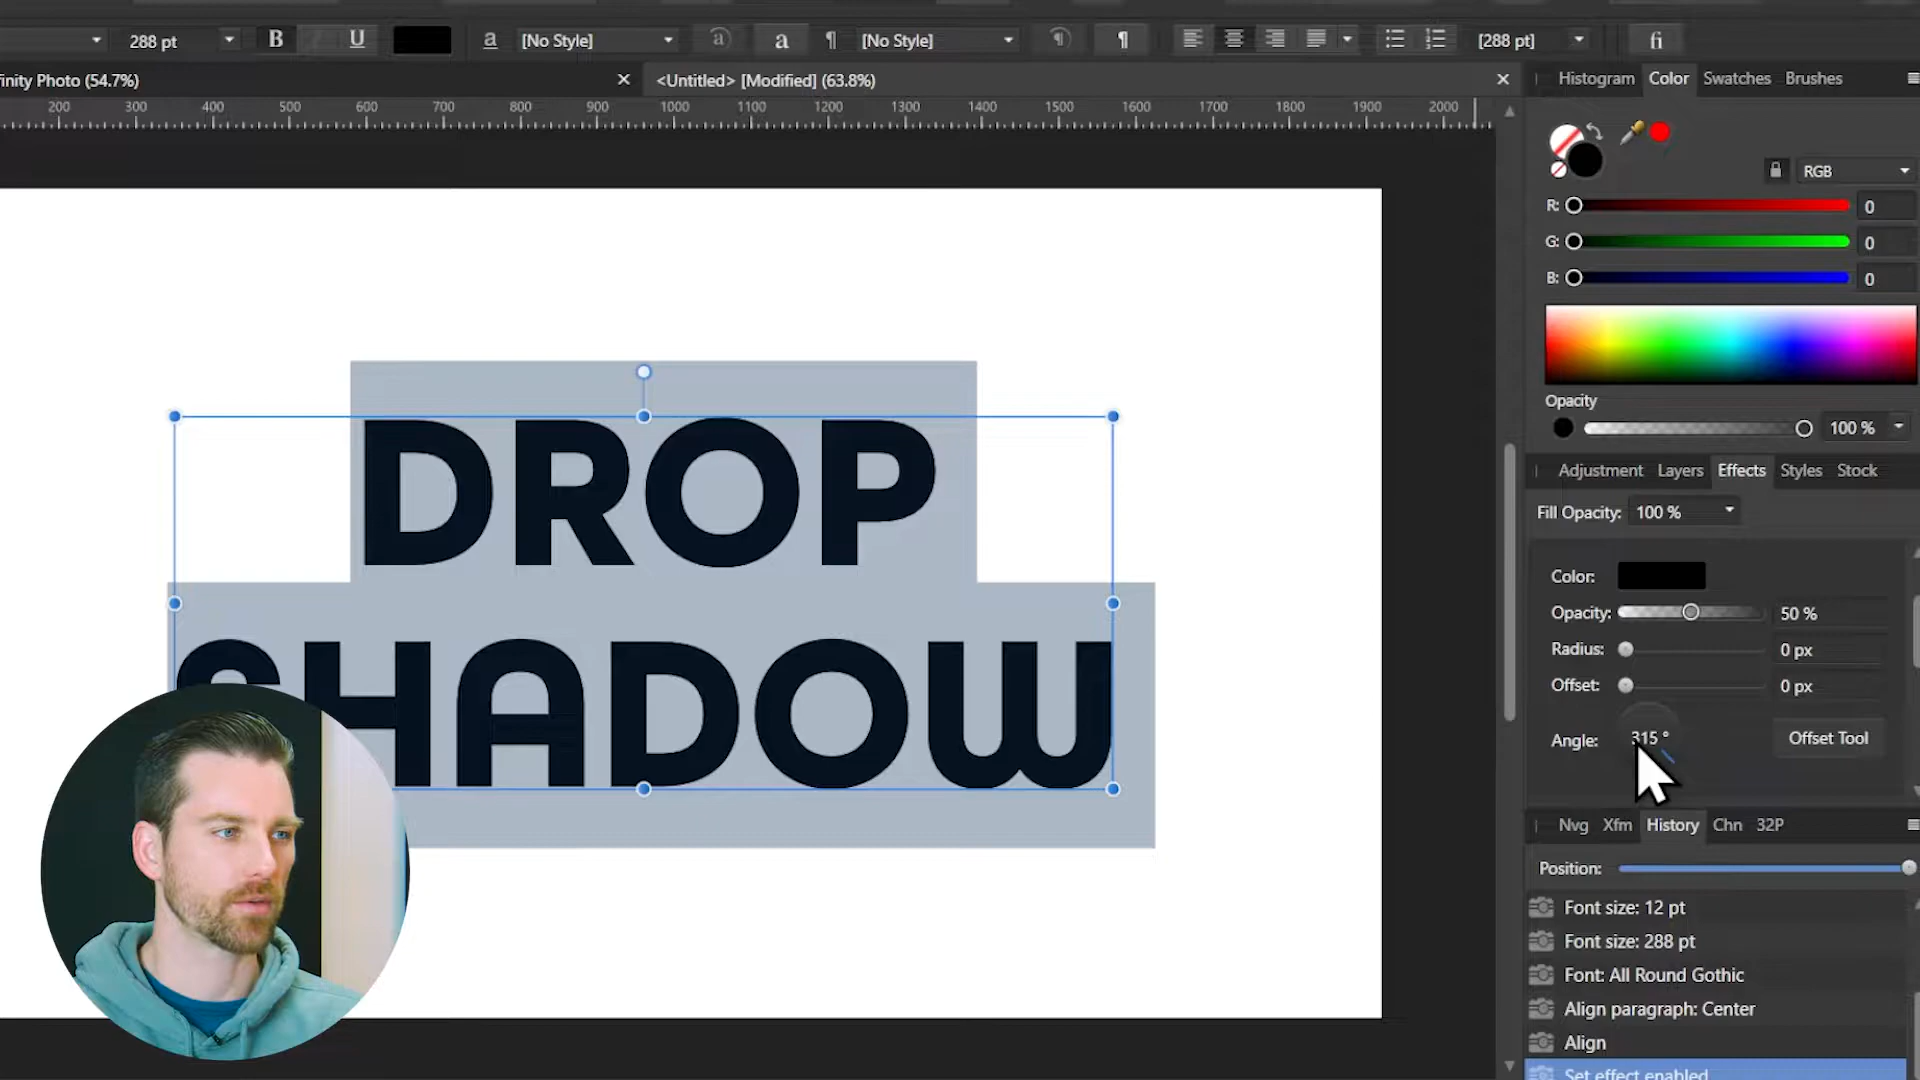 288 pt B U a [No Style] a a ¶ [No Style] ¶ ¶ [288 pt] fi
finity Photo (54.7%) <Untitled> [Modified] (63.8%)
200 300 400 500 600 700 800 900 1000 1100 1200 1300 1400 1500 1600 1700 1800 1900 2000
Histogram Color Swatches Brushes
RGB
R: 0
G: 0
B: 0
Opacity
100 %
Adjustment Layers Effects Styles Stock
Fill Opacity: 100 %
Color:
Opacity: 50 %
Radius: 0 px
Offset: 0 px
Angle: 315 ° Offset Tool
Nvg Xfm History Chn 32P
Position:
Font size: 12 pt
Font size: 288 pt
Font: All Round Gothic
Align paragraph: Center
Align
Set effect enabled
DROP
SHADOW